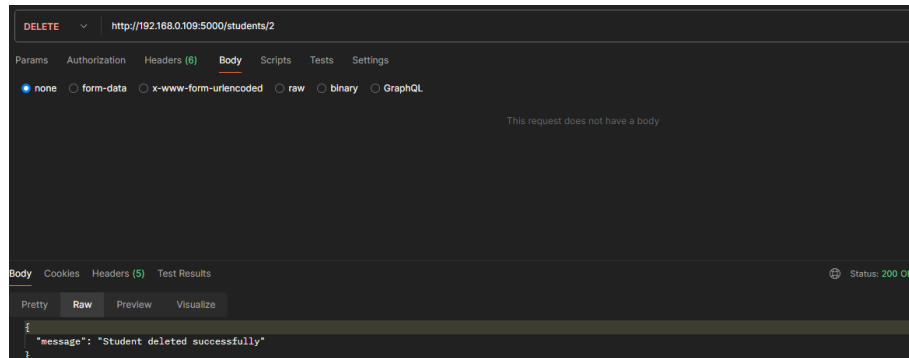 DELETE http://192.168.0.109:5000/students/2
Params Authorization Headers (6) Body Scripts Tests Settings
none form-data x-www-form-urlencoded raw binary GraphQL
This request does not have a body
Body Cookies Headers (5) Test Results Status: 200 O
Pretty Raw Preview Visualize
{
"message": "Student deleted successfully"
}